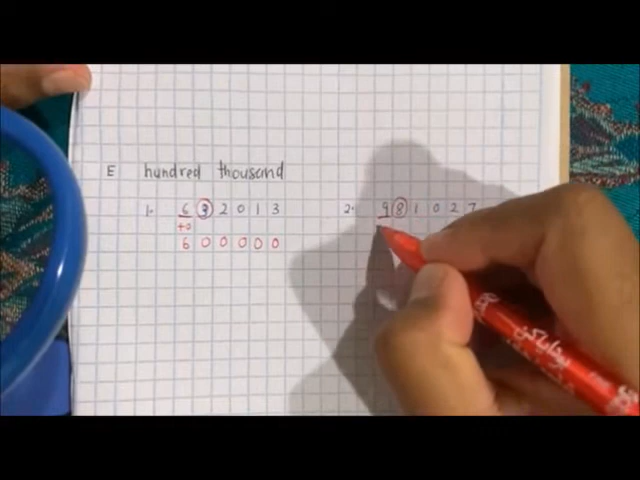 E hundred thousand
1. 6 3 2 0 1 3 2. 9 8 1 0 2 7
+0
6 0 0 0 0 0